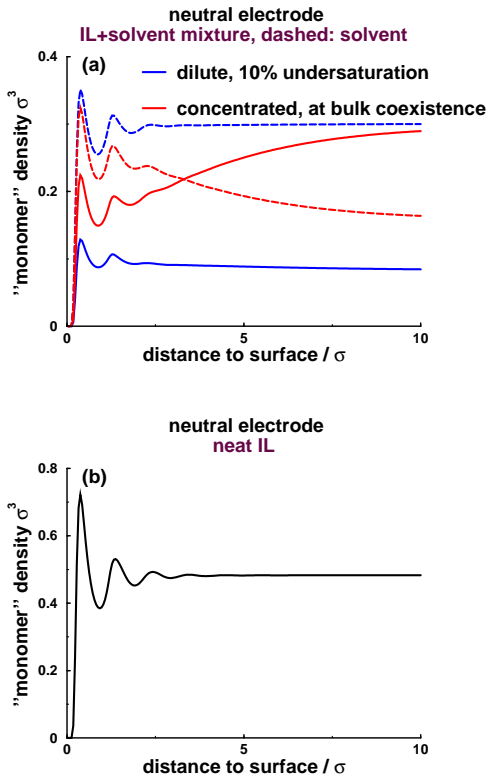 neutral electrode
IL+solvent mixture, dashed: solvent
(a)
dilute, 10% undersaturation
concentrated, at bulk coexistence
"monomer" density σ³
0.4
0.2
0
0
5
10
distance to surface / σ
neutral electrode
neat IL
(b)
"monomer" density σ³
0.8
0.6
0.4
0.2
0
0
5
10
distance to surface / σ